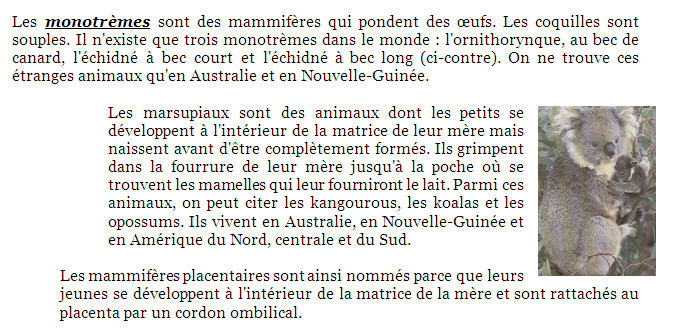 Les monotrèmes sont des mammifères qui pondent des œufs. Les coquilles sont
souples. Il n'existe que trois monotrèmes dans le monde : l'ornithorynque, au bec de
canard, l'échidné à bec court et l'échidné à bec long (ci-contre). On ne trouve ces
étranges animaux qu'en Australie et en Nouvelle-Guinée.
Les marsupiaux sont des animaux dont les petits se
développent à l'intérieur de la matrice de leur mère mais
naissent avant d'être complètement formés. Ils grimpent
dans la fourrure de leur mère jusqu'à la poche où se
trouvent les mamelles qui leur fourniront le lait. Parmi ces
animaux, on peut citer les kangourous, les koalas et les
opossums. Ils vivent en Australie, en Nouvelle-Guinée et
en Amérique du Nord, centrale et du Sud.
Les mammifères placentaires sont ainsi nommés parce que leurs
jeunes se développent à l'intérieur de la matrice de la mère et sont rattachés au
placenta par un cordon ombilical.